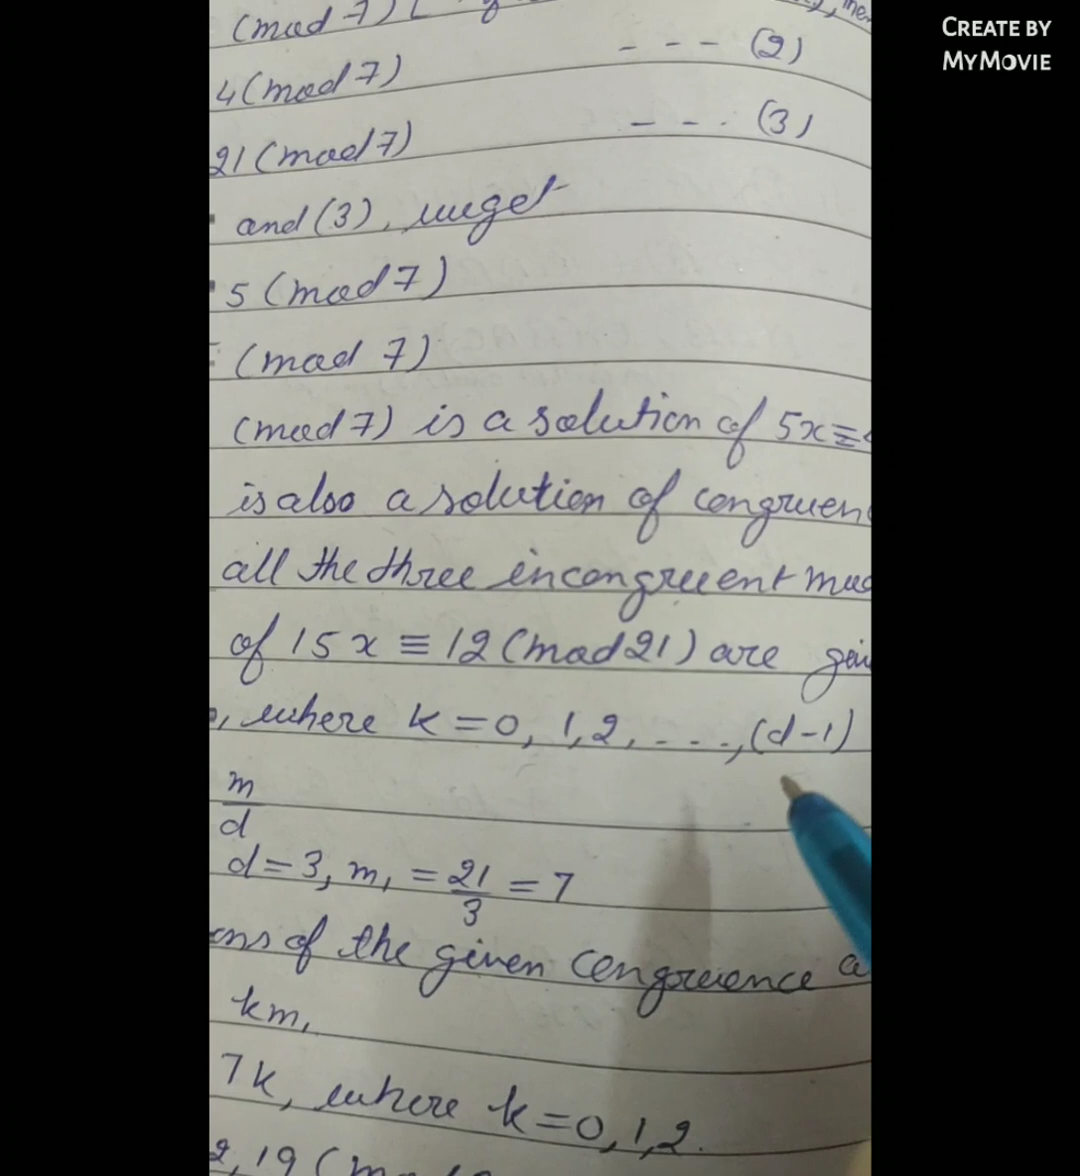 (mod 7)
CREATE BY
MYMOVIE
4 (mod 7) - - - (2)
21 (mod 7) - - - (3)
and (3), we get
5 (mod 7)
(mod 7)
(mod 7) is a solution of 5x ≡
is also a solution of congruen
all the three incongruent mo
of 15x ≡ 12 (mod 21) are giv
, where k = 0, 1, 2, - - -, (d-1)
m/d
d = 3, m₁ = 21/3 = 7
ons of the given congruence a
km₁
7k, where k = 0, 1, 2.
2, 19 (m